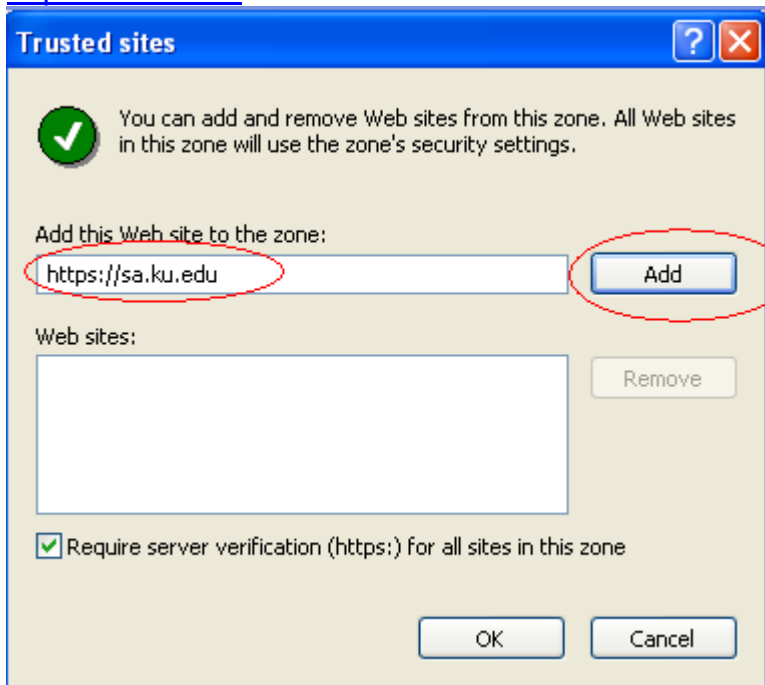 Trusted sites
You can add and remove Web sites from this zone. All Web sites
in this zone will use the zone's security settings.
Add this Web site to the zone:
https://sa.ku.edu
Add
Web sites:
Remove
Require server verification (https:) for all sites in this zone
OK
Cancel